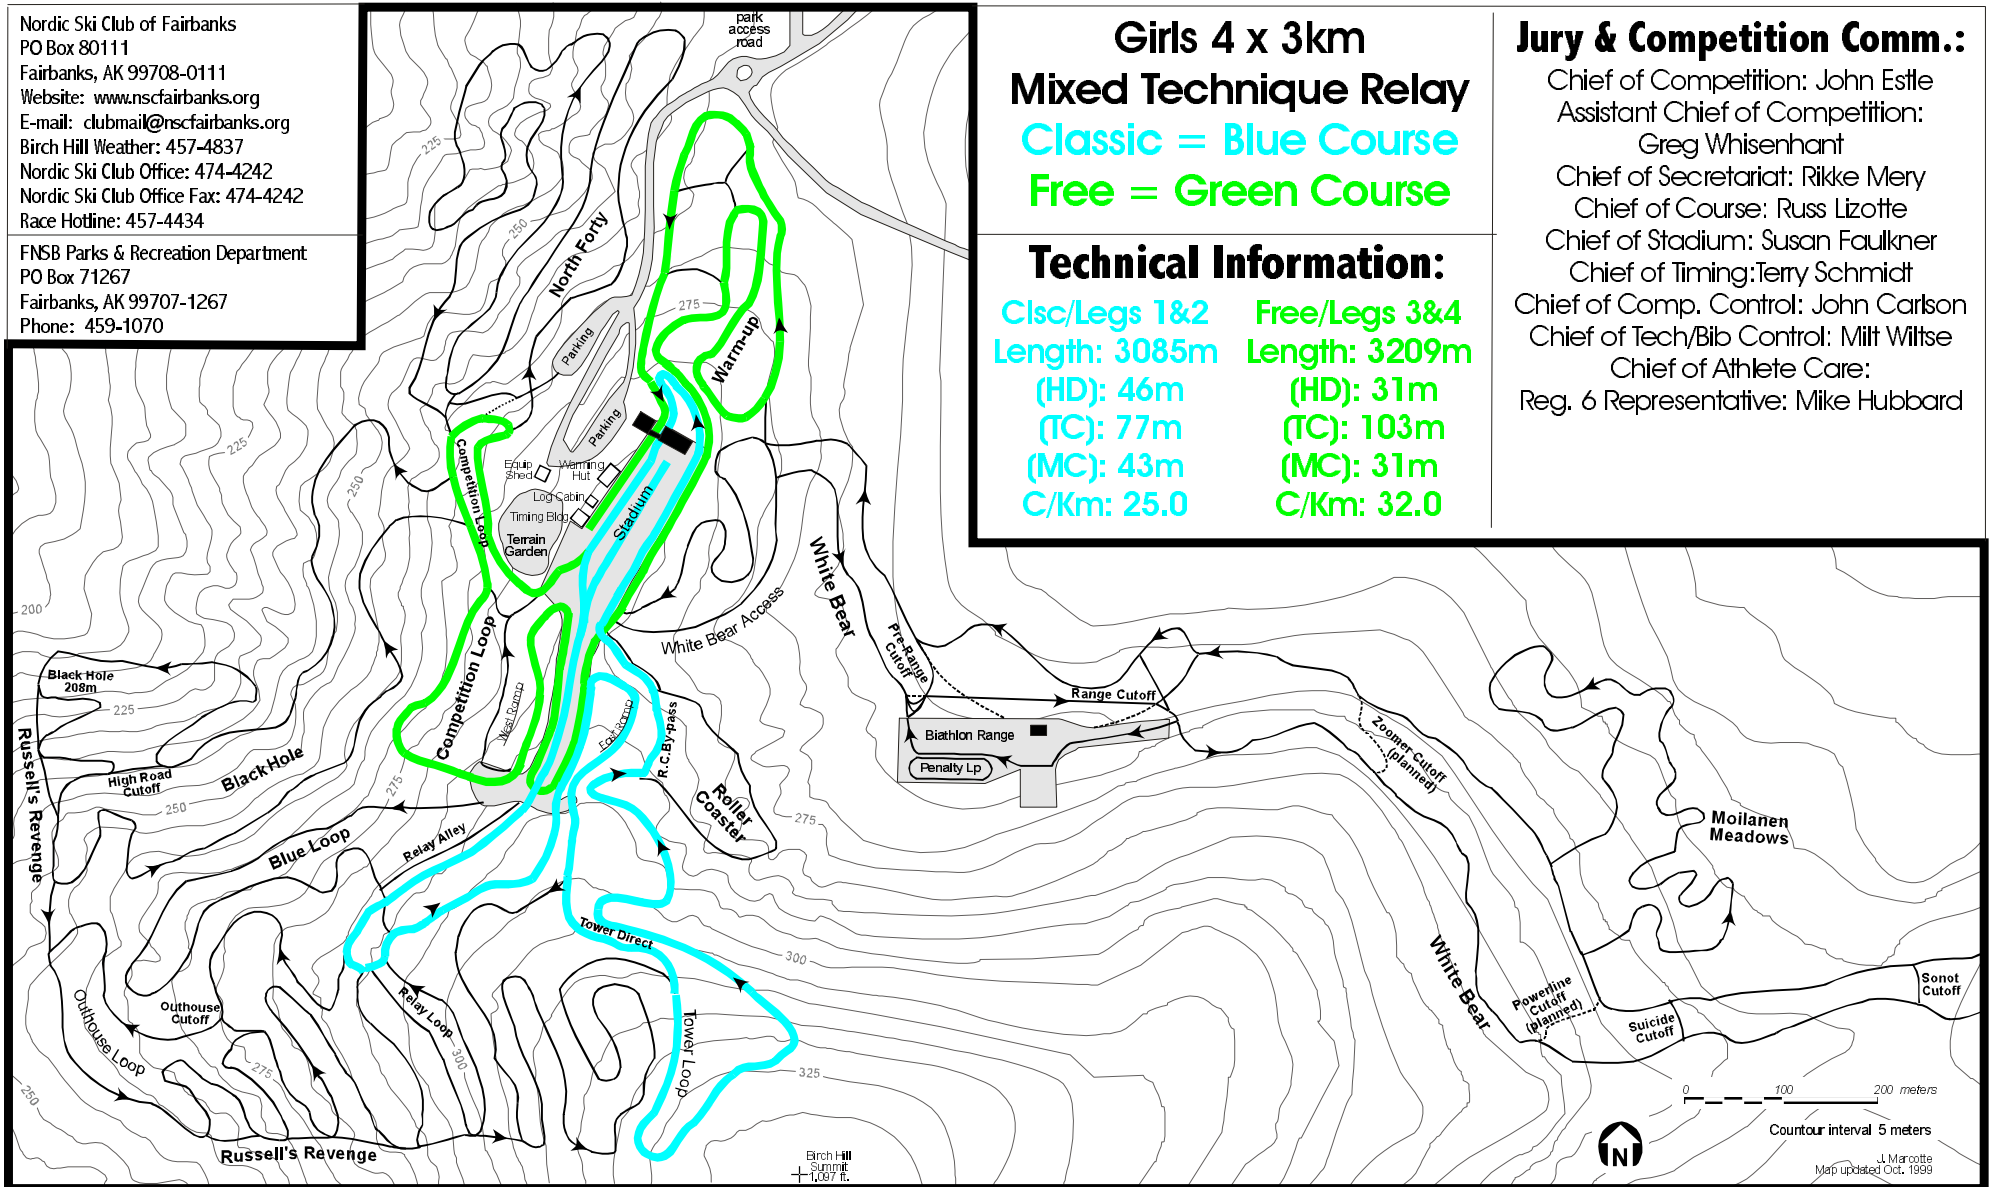 Nordic Ski Club of Fairbanks
PO Box 80111
Fairbanks, AK 99708-0111
Website:  www.nscfairbanks.org
E-mail:  clubmail@nscfairbanks.org
Birch Hill Weather: 457-4837
Nordic Ski Club Office: 474-4242
Nordic Ski Club Office Fax: 474-4242
Race Hotline: 457-4434
FNSB Parks & Recreation Department
PO Box 71267
Fairbanks, AK 99707-1267
Phone:  459-1070
Girls 4 x 3km
Mixed Technique Relay
Classic = Blue Course
Free = Green Course
Technical Information:
Clsc/Legs 1&2
Length: 3085m
(HD): 46m
(TC): 77m
(MC): 43m
C/Km: 25.0
Free/Legs 3&4
Length: 3209m
(HD): 31m
(TC): 103m
(MC): 31m
C/Km: 32.0
Jury & Competition Comm.:
Chief of Competition: John Estle
Assistant Chief of Competition:
Greg Whisenhant
Chief of Secretariat: Rikke Mery
Chief of Course: Russ Lizotte
Chief of Stadium: Susan Faulkner
Chief of Timing:Terry Schmidt
Chief of Comp. Control: John Carlson
Chief of Tech/Bib Control: Milt Wiltse
Chief of Athlete Care:
Reg. 6 Representative: Mike Hubbard
park
access
road
225
250
North Forty
275
Warm-up
Parking
Parking
Competition Loop
Equip
Shed
Warming
Hut
Log Cabin
Timing Bldg
Terrain
Garden
Stadium
225
250
200
White Bear
White Bear Access
Pre-Range
Cutoff
Range Cutoff
Biathlon Range
Penalty Lp
Zoomer Cutoff
(planned)
Moilanen
Meadows
Black Hole
208m
225
Russell's Revenge
High Road
Cutoff
Black Hole
250
275
Competition Loop
West Ramp
East Ramp
R.C.By-pass
Roller
Coaster
275
Blue Loop
Relay Alley
Tower Direct
300
White Bear
Powerline
Cutoff
(planned)
Suicide
Cutoff
Sonot
Cutoff
Outhouse Loop
Outhouse
Cutoff
Relay Loop
300
275
250
Tower Loop
325
Russell's Revenge
Birch Hill
Summit
1,097 ft.
0 100 200 meters
N
Countour interval  5 meters
J. Marcotte
Map updated Oct. 1999